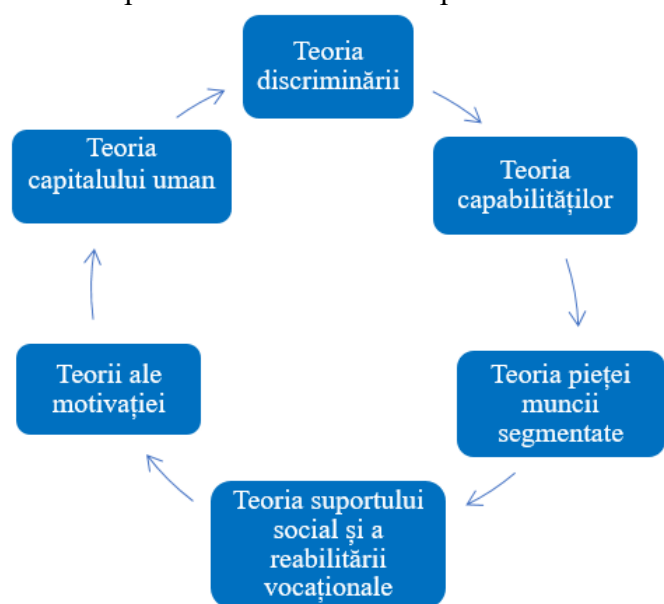 Teoria
discriminării
Teoria
capabilităților
Teoria pieței
muncii
segmentate
Teoria suportului
social și a
reabilitării
vocaționale
Teorii ale
motivației
Teoria
capitalului uman